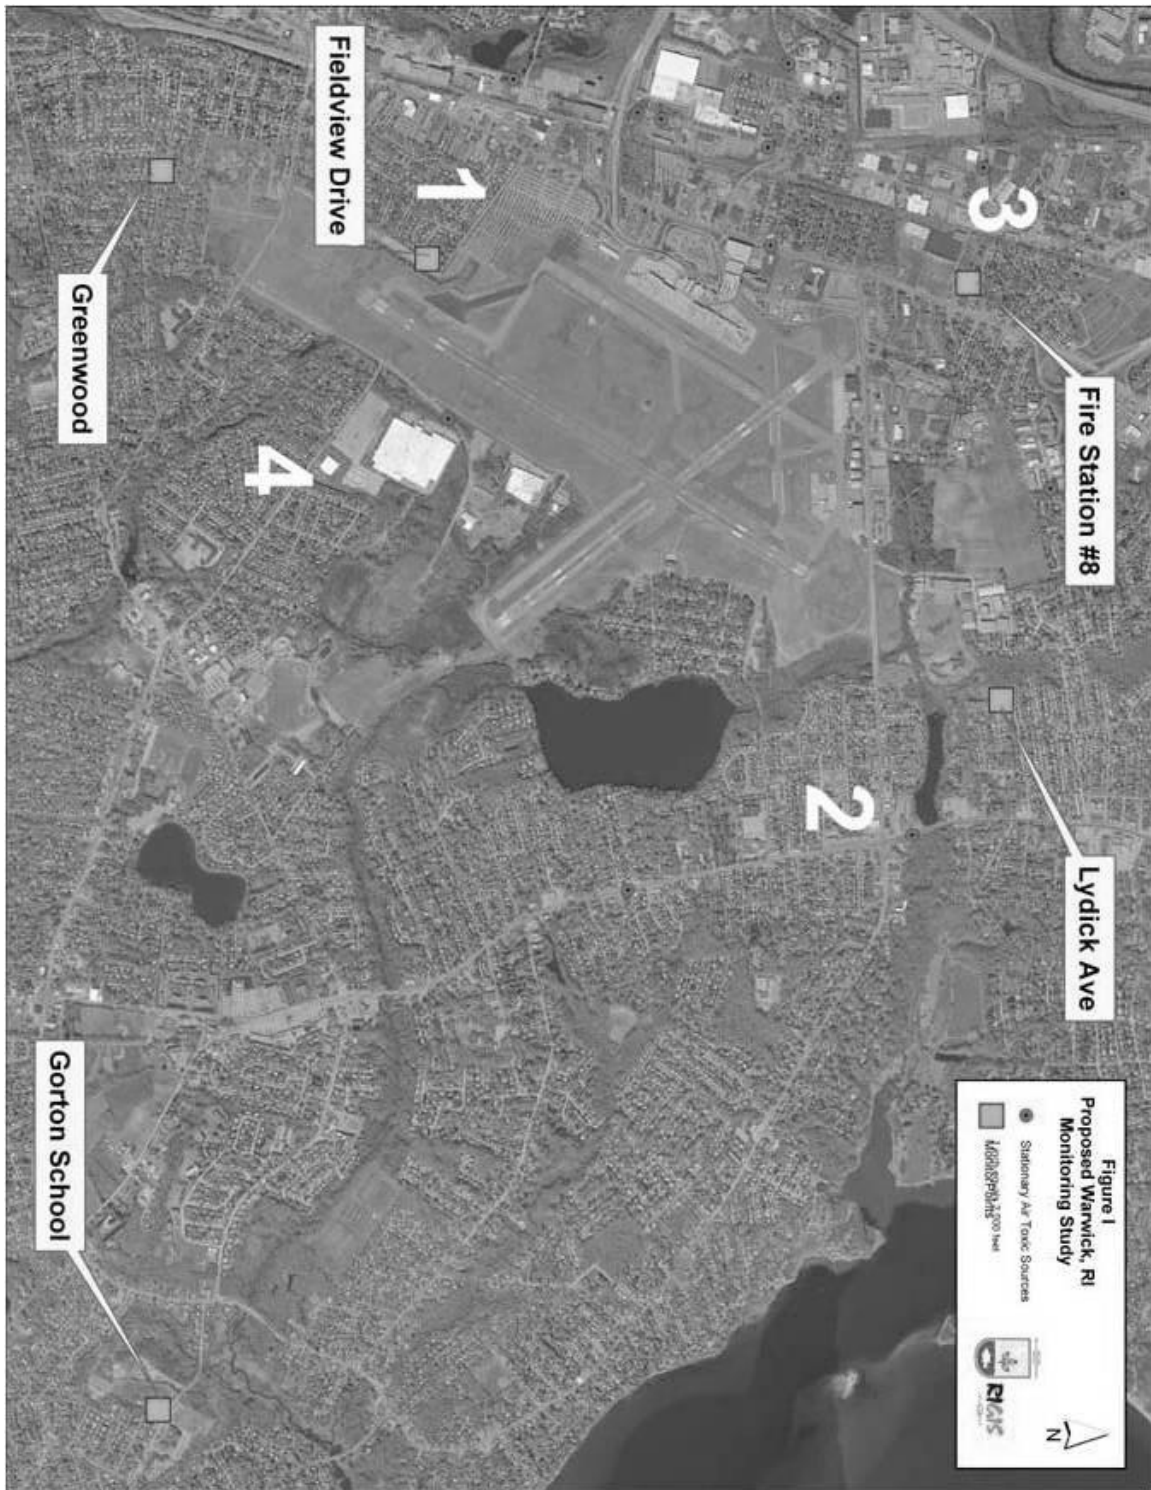 Figure I
Proposed Warwick, RI
Monitoring Study
Stationary Air Toxic Sources
N
3
Fire Station #8
Lydick Ave
2
1
Fieldview Drive
4
Greenwood
Gorton School